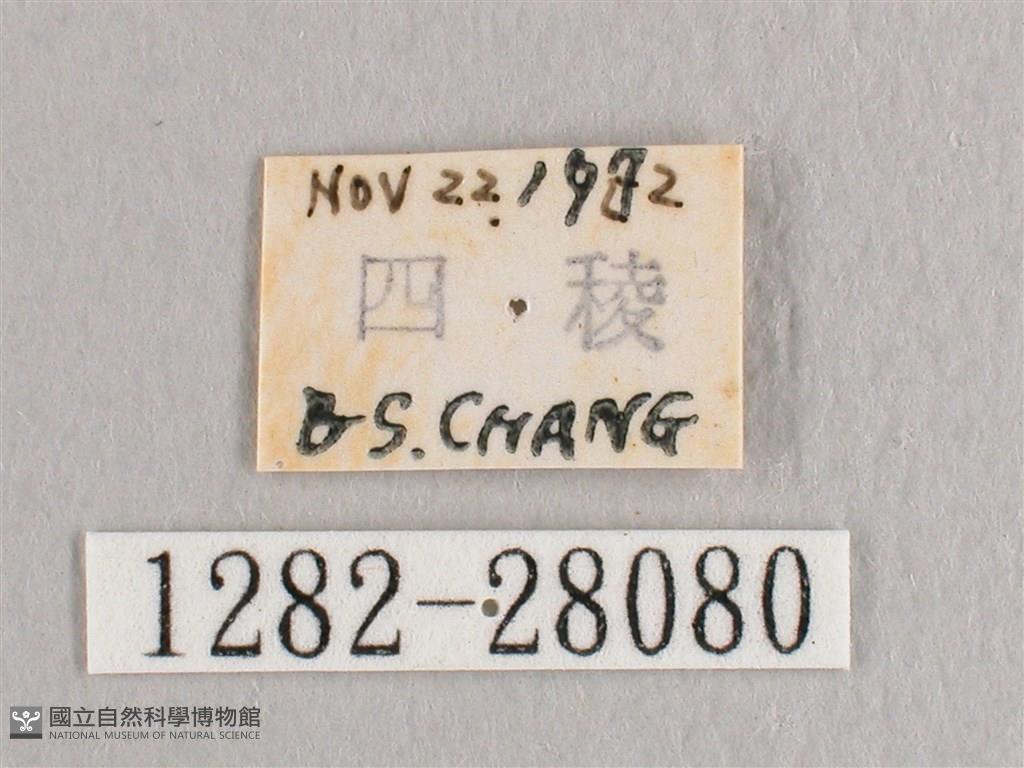 NOV 22. 1982
四稜
B S. CHANG
1282-28080
國立自然科學博物館
NATIONAL MUSEUM OF NATURAL SCIENCE